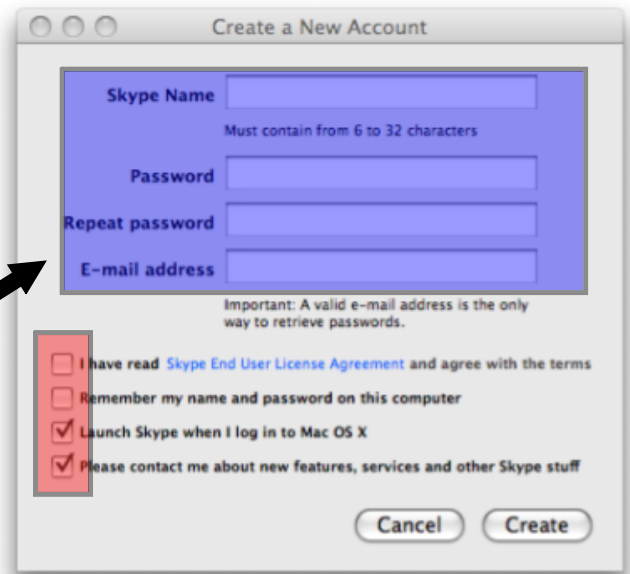 Create a New Account
Skype Name
Must contain from 6 to 32 characters
Password
Repeat password
E-mail address
Important: A valid e-mail address is the only
way to retrieve passwords.
I have read Skype End User License Agreement and agree with the terms
Remember my name and password on this computer
Launch Skype when I log in to Mac OS X
Please contact me about new features, services and other Skype stuff
Cancel Create